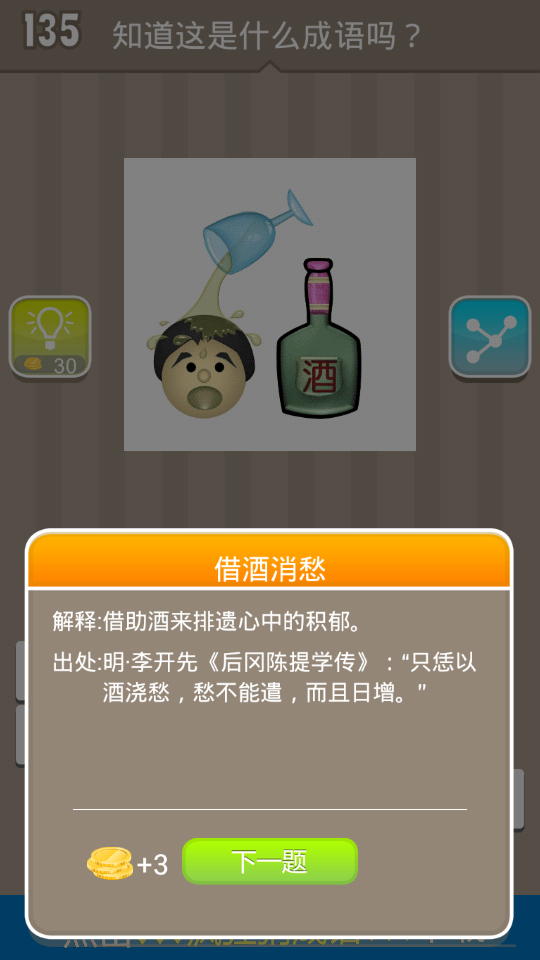 135
知道这是什么成语吗？
酒
30
借酒消愁
解释:借助酒来排遗心中的积郁。
出处:明·李开先《后冈陈提学传》：“只恁以
酒浇愁，愁不能遣，而且日增。”
+3
下一题